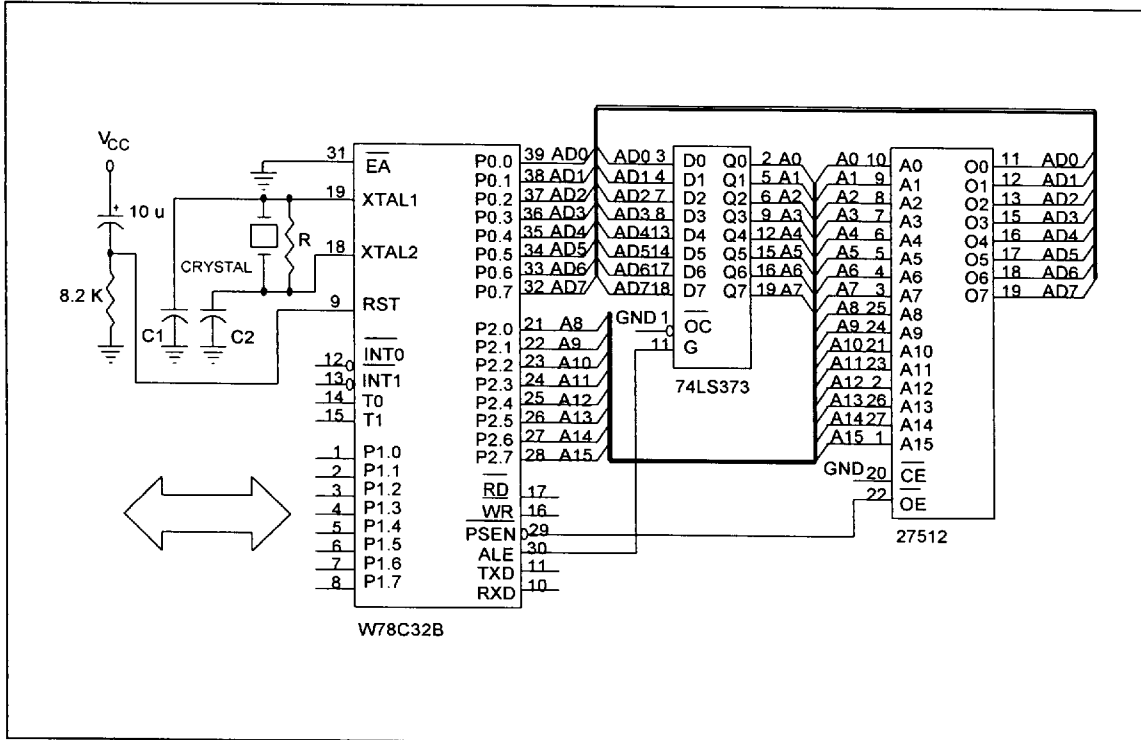 VCC
10 u
8.2 K
C1
C2
CRYSTAL
R
31 EA
19 XTAL1
18 XTAL2
9 RST
12 INT0
13 INT1
14 T0
15 T1
1 P1.0
2 P1.1
3 P1.2
4 P1.3
5 P1.4
6 P1.5
7 P1.6
8 P1.7
P0.0 39 AD0
P0.1 38 AD1
P0.2 37 AD2
P0.3 36 AD3
P0.4 35 AD4
P0.5 34 AD5
P0.6 33 AD6
P0.7 32 AD7
P2.0 21 A8
P2.1 22 A9
P2.2 23 A10
P2.3 24 A11
P2.4 25 A12
P2.5 26 A13
P2.6 27 A14
P2.7 28 A15
RD 17
WR 16
PSEN 29
ALE 30
TXD 11
RXD 10
W78C32B
AD0 3 D0 Q0 2 A0
AD1 4 D1 Q1 5 A1
AD2 7 D2 Q2 6 A2
AD3 8 D3 Q3 9 A3
AD4 13 D4 Q4 12 A4
AD5 14 D5 Q5 15 A5
AD6 17 D6 Q6 16 A6
AD7 18 D7 Q7 19 A7
GND 1 OC
11 G
74LS373
A0 10 A0 O0 11 AD0
A1 9 A1 O1 12 AD1
A2 8 A2 O2 13 AD2
A3 7 A3 O3 15 AD3
A4 6 A4 O4 16 AD4
A5 5 A5 O5 17 AD5
A6 4 A6 O6 18 AD6
A7 3 A7 O7 19 AD7
A8 25 A8
A9 24 A9
A10 21 A10
A11 23 A11
A12 2 A12
A13 26 A13
A14 27 A14
A15 1 A15
GND 20 CE
22 OE
27512